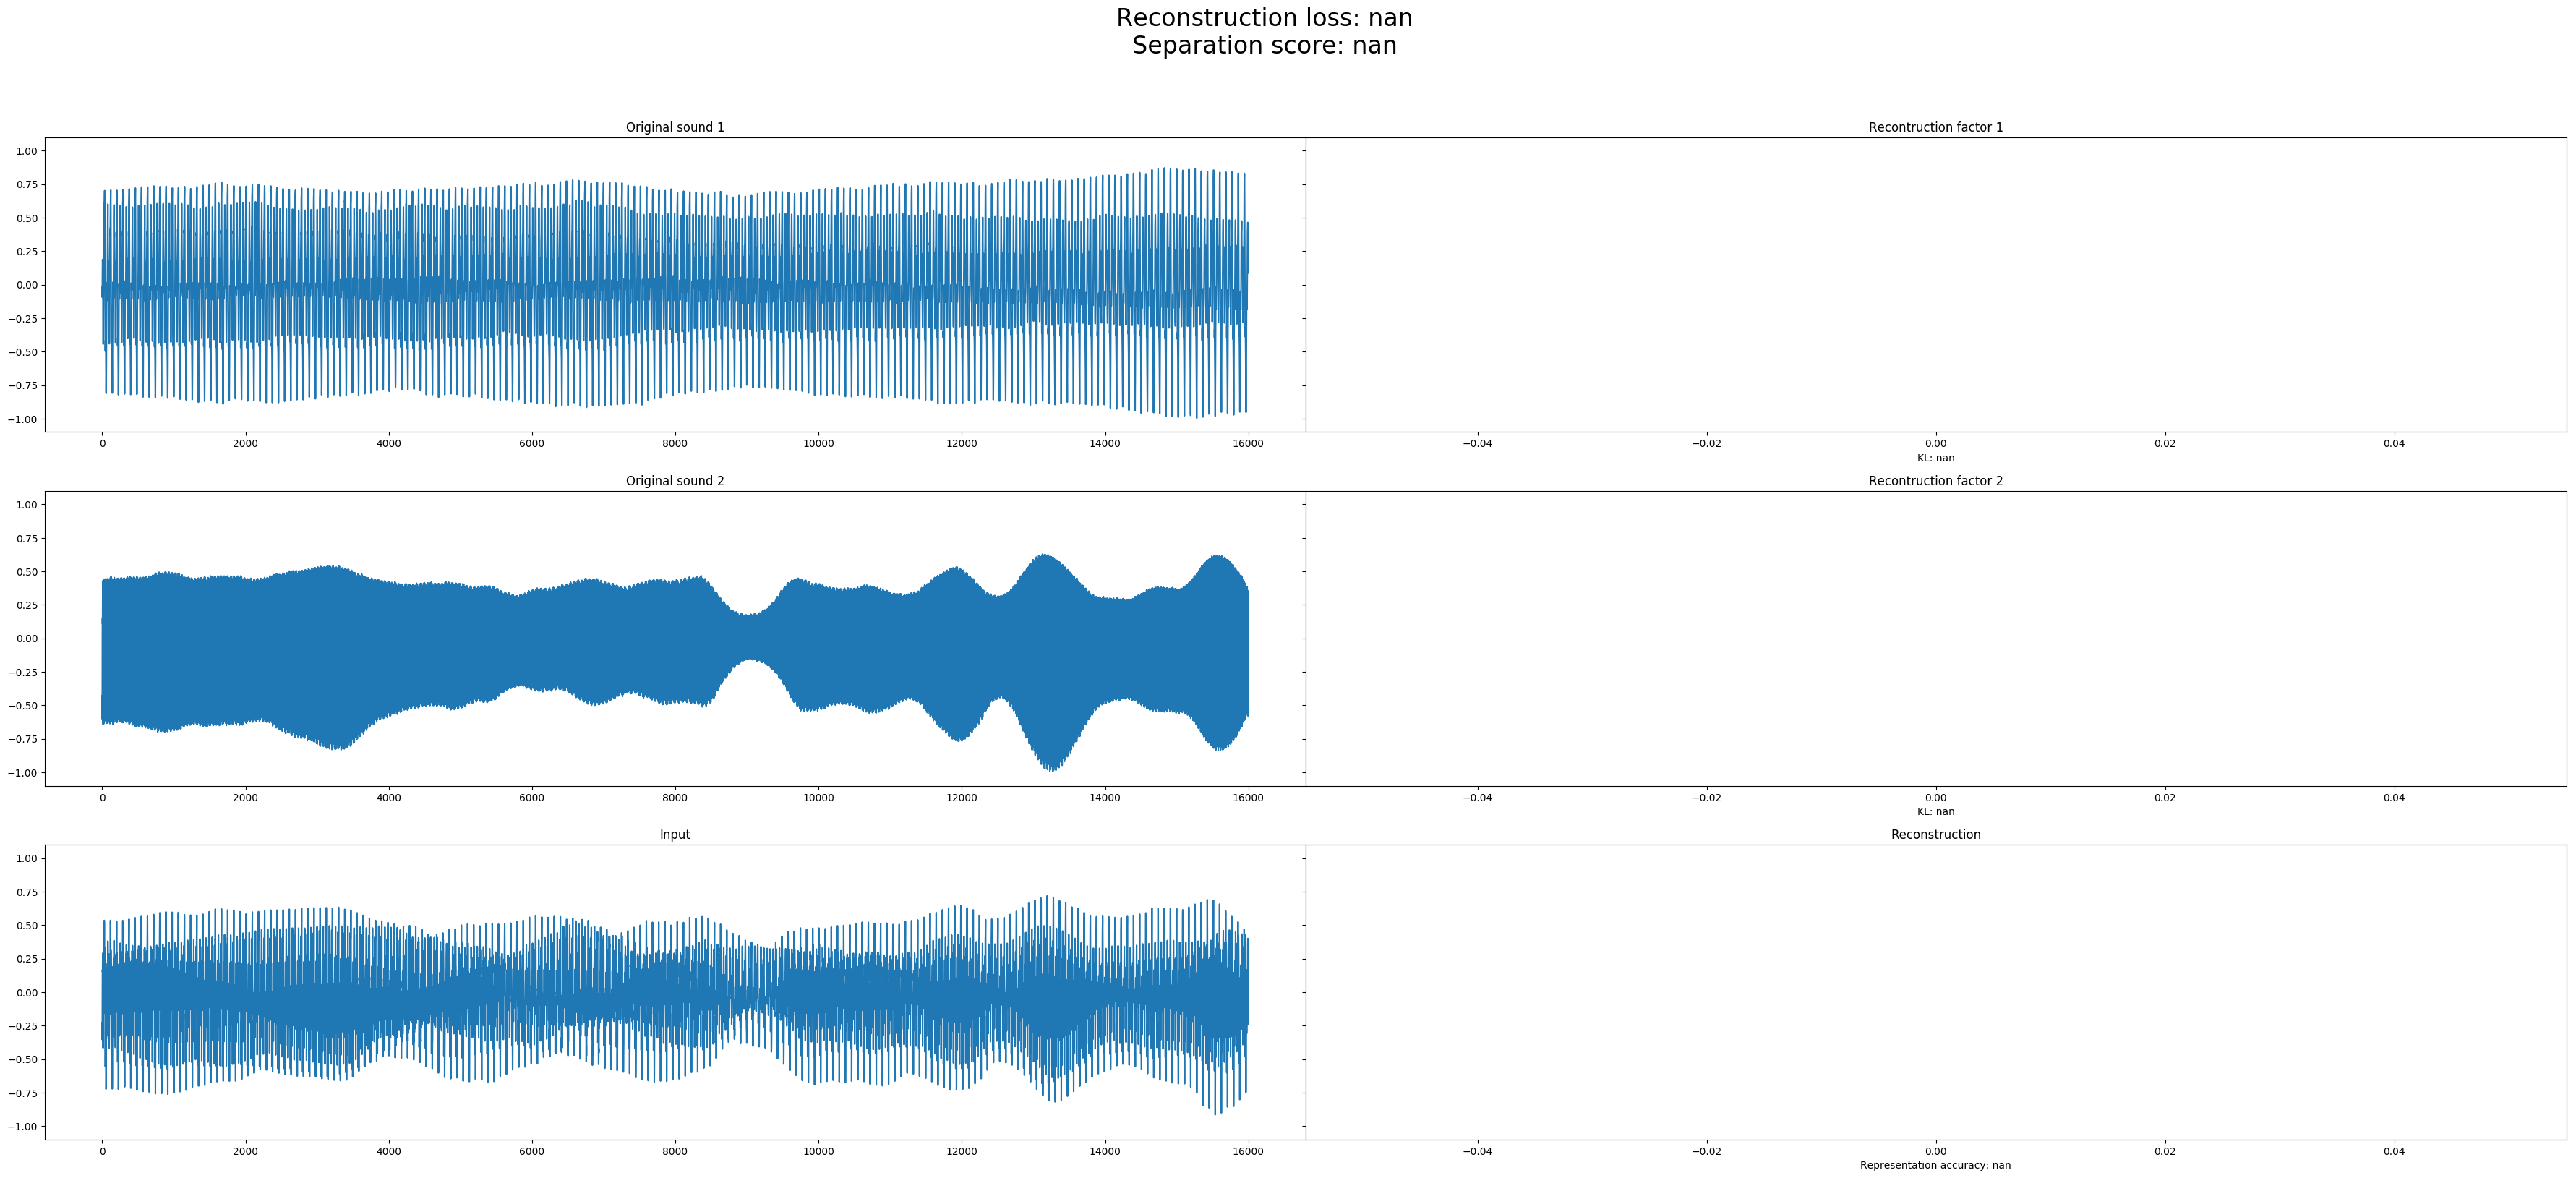 Reconstruction loss: nan
Separation score: nan
Original sound 1
Recontruction factor 1
1.00
0.75
0.50
0.25
0.00
−0.25
−0.50
−0.75
−1.00
0 2000 4000 6000 8000 10000 12000 14000 16000
−0.04 −0.02 0.00 0.02 0.04
KL: nan
Original sound 2
Recontruction factor 2
1.00
0.75
0.50
0.25
0.00
−0.25
−0.50
−0.75
−1.00
0 2000 4000 6000 8000 10000 12000 14000 16000
−0.04 −0.02 0.00 0.02 0.04
KL: nan
Input
Reconstruction
1.00
0.75
0.50
0.25
0.00
−0.25
−0.50
−0.75
−1.00
0 2000 4000 6000 8000 10000 12000 14000 16000
−0.04 −0.02 0.00 0.02 0.04
Representation accuracy: nan